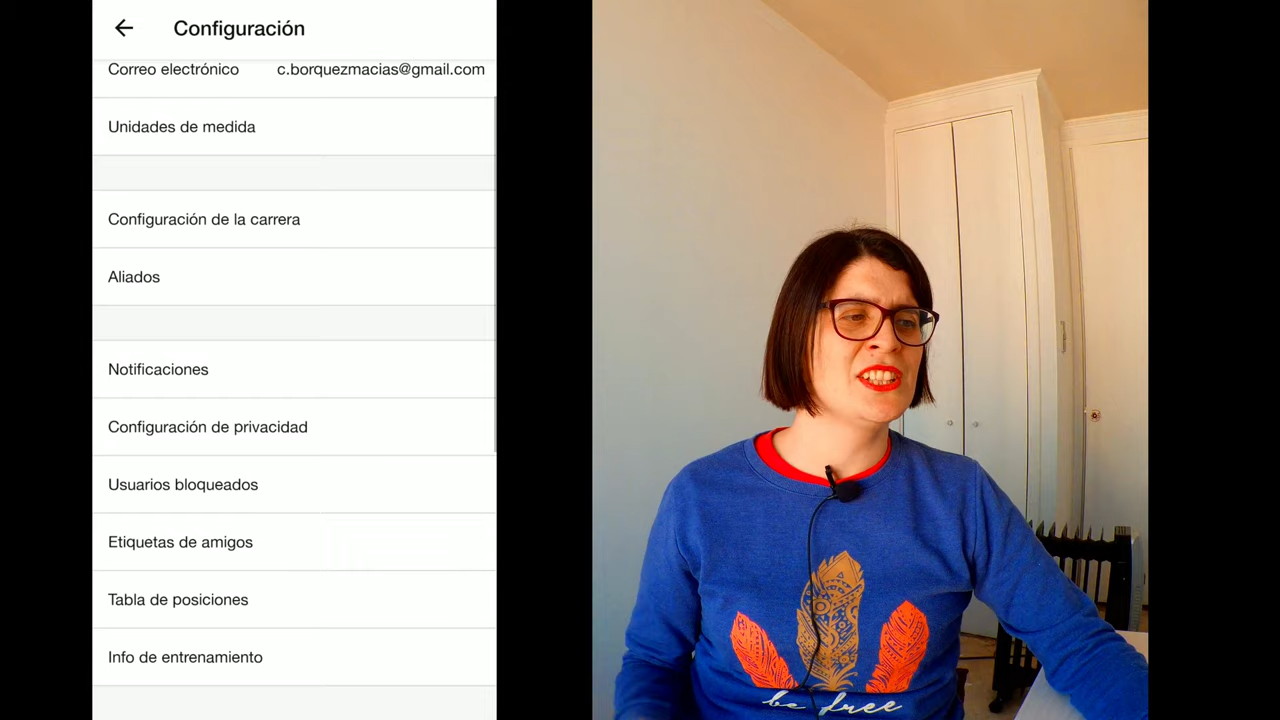 Configuración
Correo electrónico c.borquezmacias@gmail.com
Unidades de medida
Configuración de la carrera
Aliados
Notificaciones
Configuración de privacidad
Usuarios bloqueados
Etiquetas de amigos
Tabla de posiciones
Info de entrenamiento
be free